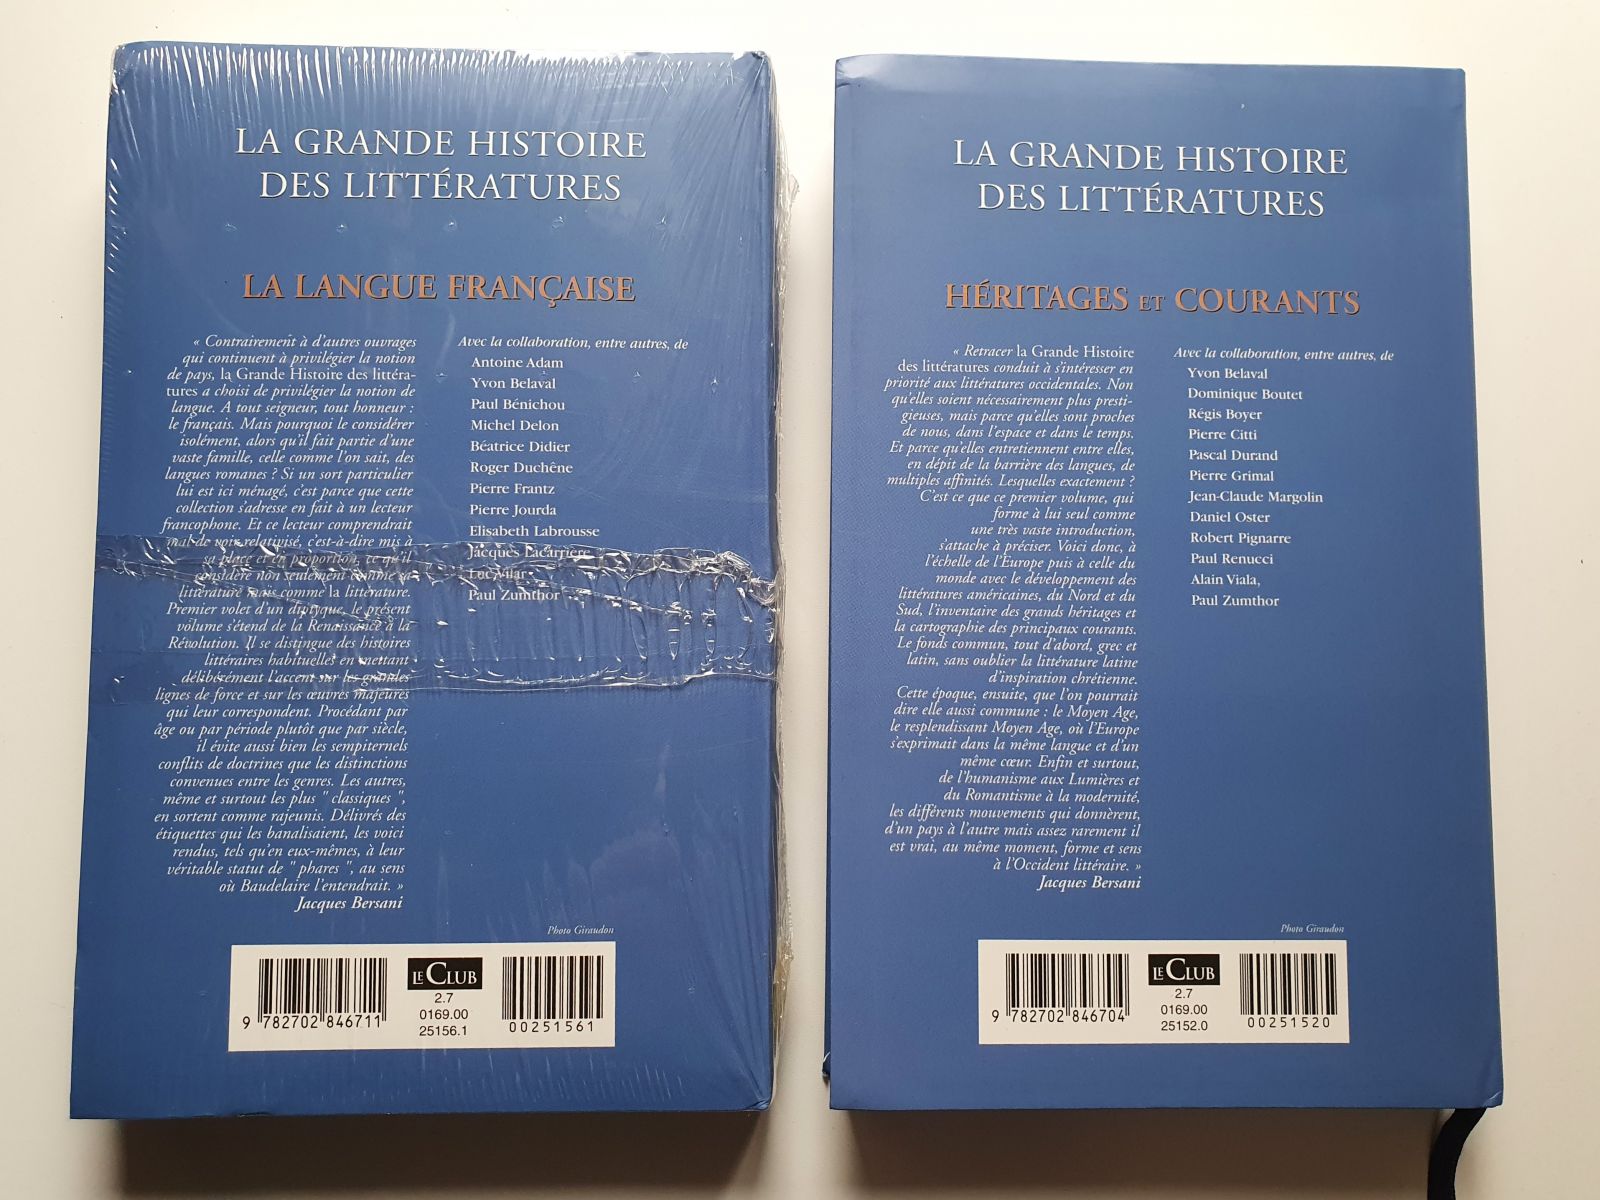 LA GRANDE HISTOIRE
DES LITTÉRATURES
LA LANGUE FRANÇAISE
« Contrairement à d'autres ouvrages
qui continuent à privilégier la notion
de pays, la Grande Histoire des litté-
ratures a choisi de privilégier la notion de
langue. A tout seigneur, tout honneur :
le français. Mais pourquoi le considérer
isolément, alors qu'il fait partie d'une
vaste famille, celle comme l'on sait, des
langues romanes ? Si un sort particulier
lui est ici ménagé, c'est parce que cette
collection s'adresse en fait à un lecteur
francophone. Et ce lecteur comprendrait
mal de voir relativisé, c'est-à-dire mis à
sa place et en proportion, ce qu'il
considère non seulement comme sa
littérature mais comme la littérature.
Premier volet d'un diptyque, le présent
volume s'étend de la Renaissance à la
Révolution. Il se distingue des histoires
littéraires habituelles en mettant
délibérément l'accent sur les grandes
lignes de force et sur les œuvres majeures
qui leur correspondent. Procédant par
âge ou par période plutôt que par siècle,
il évite aussi bien les sempiternels
conflits de doctrines que les distinctions
convenues entre les genres. Les autres,
même et surtout les plus " classiques ",
en sortent comme rajeunis. Délivrés des
étiquettes qui les banalisaient, les voici
rendus, tels qu'en eux-mêmes, à leur
véritable statut de " phares ", au sens
où Baudelaire l'entendrait. »
Jacques Bersani
Avec la collaboration, entre autres, de
Antoine Adam
Yvon Belaval
Paul Bénichou
Michel Delon
Béatrice Didier
Roger Duchêne
Pierre Frantz
Pierre Jourda
Elisabeth Labrousse
Jacques Lacarrière
Luc Vilar
Paul Zumthor
Photo Giraudon
9 782702 846711
LE CLUB
2.7
0169.00
25156.1
00251561
LA GRANDE HISTOIRE
DES LITTÉRATURES
HÉRITAGES ET COURANTS
« Retracer la Grande Histoire
des littératures conduit à s'intéresser en
priorité aux littératures occidentales. Non
qu'elles soient nécessairement plus presti-
gieuses, mais parce qu'elles sont proches
de nous, dans l'espace et dans le temps.
Et parce qu'elles entretiennent entre elles,
en dépit de la barrière des langues, de
multiples affinités. Lesquelles exactement ?
C'est ce que ce premier volume, qui
forme à lui seul comme
une très vaste introduction,
s'attache à préciser. Voici donc, à
l'échelle de l'Europe puis à celle du
monde avec le développement des
littératures américaines, du Nord et du
Sud, l'inventaire des grands héritages et
la cartographie des principaux courants.
Le fonds commun, tout d'abord, grec et
latin, sans oublier la littérature latine
d'inspiration chrétienne.
Cette époque, ensuite, que l'on pourrait
dire elle aussi commune : le Moyen Age,
le resplendissant Moyen Age, où l'Europe
s'exprimait dans la même langue et d'un
même cœur. Enfin et surtout,
de l'humanisme aux Lumières et
du Romantisme à la modernité,
les différents mouvements qui donnèrent,
d'un pays à l'autre mais assez rarement il
est vrai, au même moment, forme et sens
à l'Occident littéraire. »
Jacques Bersani
Avec la collaboration, entre autres, de
Yvon Belaval
Dominique Boutet
Régis Boyer
Pierre Citti
Pascal Durand
Pierre Grimal
Jean-Claude Margolin
Daniel Oster
Robert Pignarre
Paul Renucci
Alain Viala,
Paul Zumthor
Photo Giraudon
9 782702 846704
LE CLUB
2.7
0169.00
25152.0
00251520